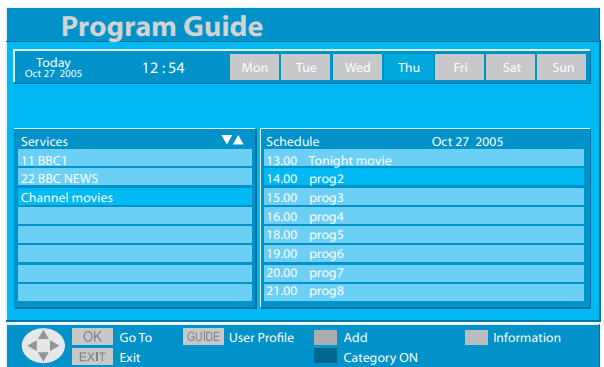 Program Guide
Today
Oct 27 2005
12:54
Mon Tue Wed Thu Fri Sat Sun
Services
11 BBC1
22 BBC NEWS
Channel movies
Schedule Oct 27 2005
13.00 Tonight movie
14.00 prog2
15.00 prog3
16.00 prog4
18.00 prog5
19.00 prog6
20.00 prog7
21.00 prog8
OK Go To GUIDE User Profile Add Information
EXIT Exit Category ON